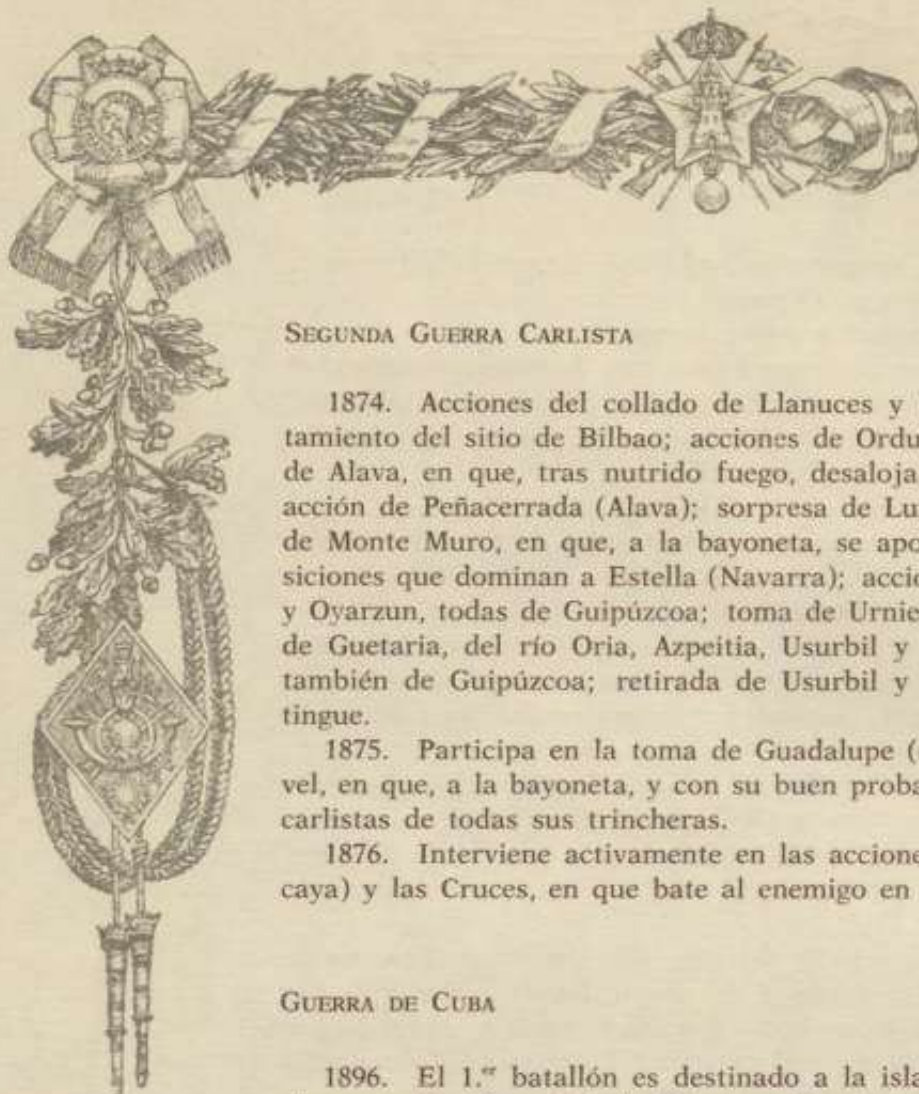 SEGUNDA GUERRA CARLISTA
1874. Acciones del collado de Llanuces y
tamiento del sitio de Bilbao; acciones de Ordu
de Alava, en que, tras nutrido fuego, desaloja
acción de Peñacerrada (Alava); sorpresa de Lu
de Monte Muro, en que, a la bayoneta, se apo
siciones que dominan a Estella (Navarra); accio
y Oyarzun, todas de Guipúzcoa; toma de Urnie
de Guetaria, del río Oria, Azpeitia, Usurbil y
también de Guipúzcoa; retirada de Usurbil y
tingue.
1875. Participa en la toma de Guadalupe (
vel, en que, a la bayoneta, y con su buen proba
carlistas de todas sus trincheras.
1876. Interviene activamente en las accione
caya) y las Cruces, en que bate al enemigo en
GUERRA DE CUBA
1896. El 1.er batallón es destinado a la isla